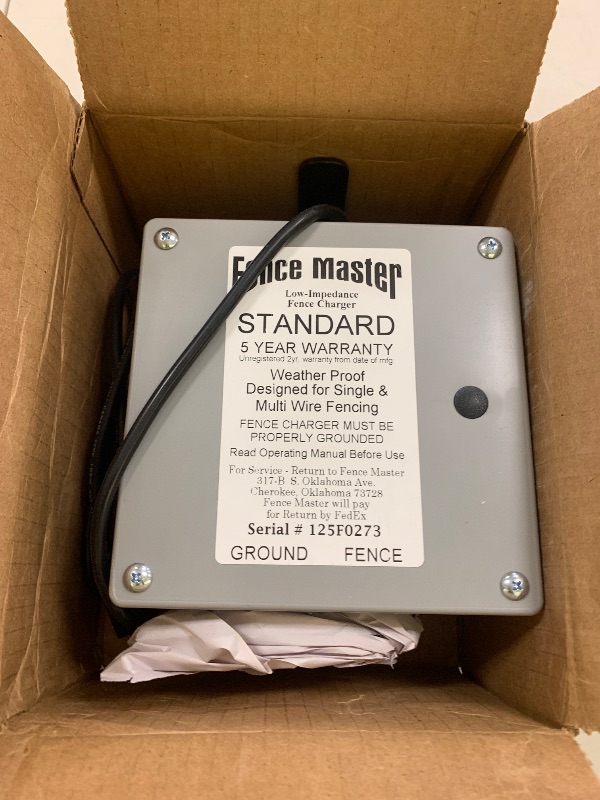 Fence Master
Low-Impedance
Fence Charger
STANDARD
5 YEAR WARRANTY
Unregistered 2yr. warranty from date of mfg
Weather Proof
Designed for Single &
Multi Wire Fencing
FENCE CHARGER MUST BE
PROPERLY GROUNDED
Read Operating Manual Before Use
For Service - Return to Fence Master
317-B S. Oklahoma Ave.
Cherokee, Oklahoma 73728
Fence Master will pay
for Return by FedEx
Serial # 125F0273
GROUND FENCE